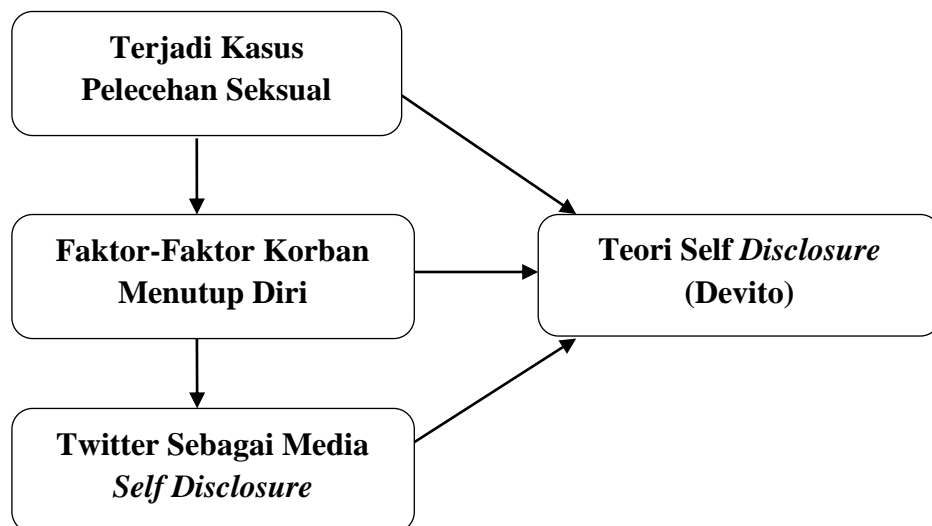 Terjadi Kasus
Pelecehan Seksual
Faktor-Faktor Korban
Menutup Diri
Teori Self Disclosure
(Devito)
Twitter Sebagai Media
Self Disclosure